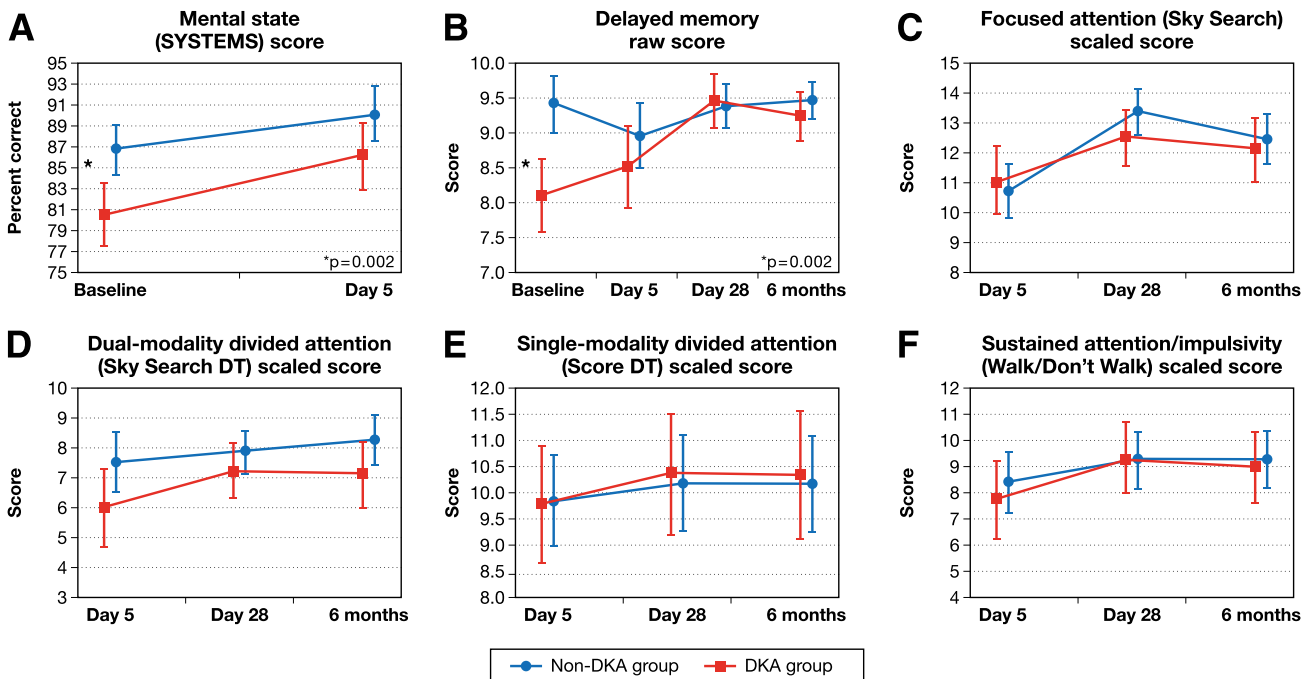 A
Mental state
(SYSTEMS) score
Percent correct
95
93
91
89
87
85
83
81
79
77
75
*
*p=0.002
Baseline
Day 5
B
Delayed memory
raw score
Score
10.0
9.5
9.0
8.5
8.0
7.5
7.0
*
*p=0.002
Baseline
Day 5
Day 28
6 months
C
Focused attention (Sky Search)
scaled score
Score
15
14
13
12
11
10
9
8
Day 5
Day 28
6 months
D
Dual-modality divided attention
(Sky Search DT) scaled score
Score
10
9
8
7
6
5
4
3
Day 5
Day 28
6 months
E
Single-modality divided attention
(Score DT) scaled score
Score
12.0
11.5
11.0
10.5
10.0
9.5
9.0
8.5
8.0
Day 5
Day 28
6 months
F
Sustained attention/impulsivity
(Walk/Don’t Walk) scaled score
Score
12
11
10
9
8
7
6
5
4
Day 5
Day 28
6 months
Non-DKA group
DKA group